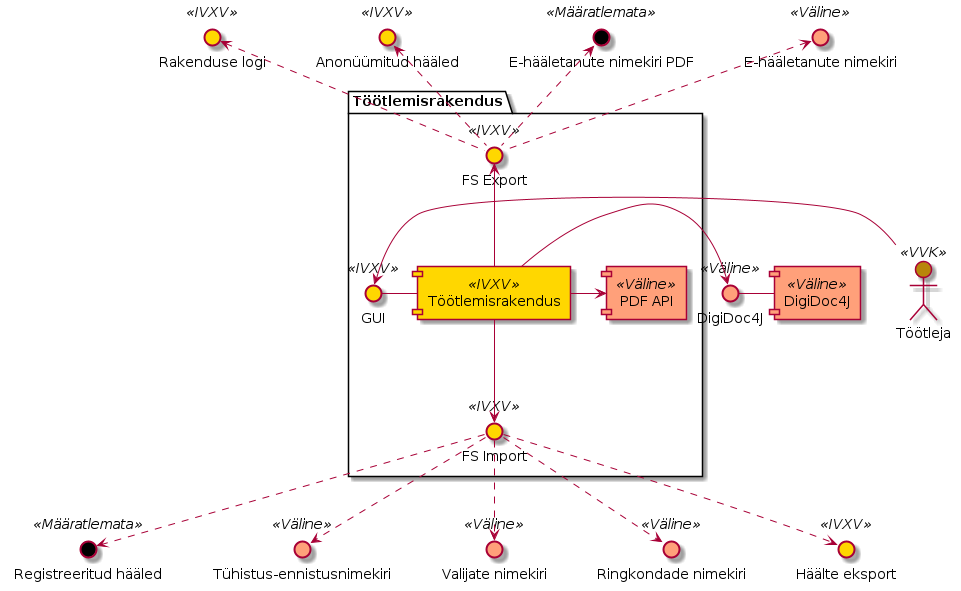 «IVXV»
«IVXV»
«Määratlemata»
«Väline»
Rakenduse logi
Anonüümitud hääled
E-hääletanute nimekiri PDF
E-hääletanute nimekiri
Töötlemisrakendus
«IVXV»
FS Export
«VVK»
«IVXV»
GUI
«IVXV»
Töötlemisrakendus
«Väline»
PDF API
«Väline»
DigiDoc4J
«Väline»
DigiDoc4J
Töötleja
«IVXV»
FS Import
«Määratlemata»
«Väline»
«Väline»
«Väline»
«IVXV»
Registreeritud hääled
Tühistus-ennistusnimekiri
Valijate nimekiri
Ringkondade nimekiri
Häälte eksport